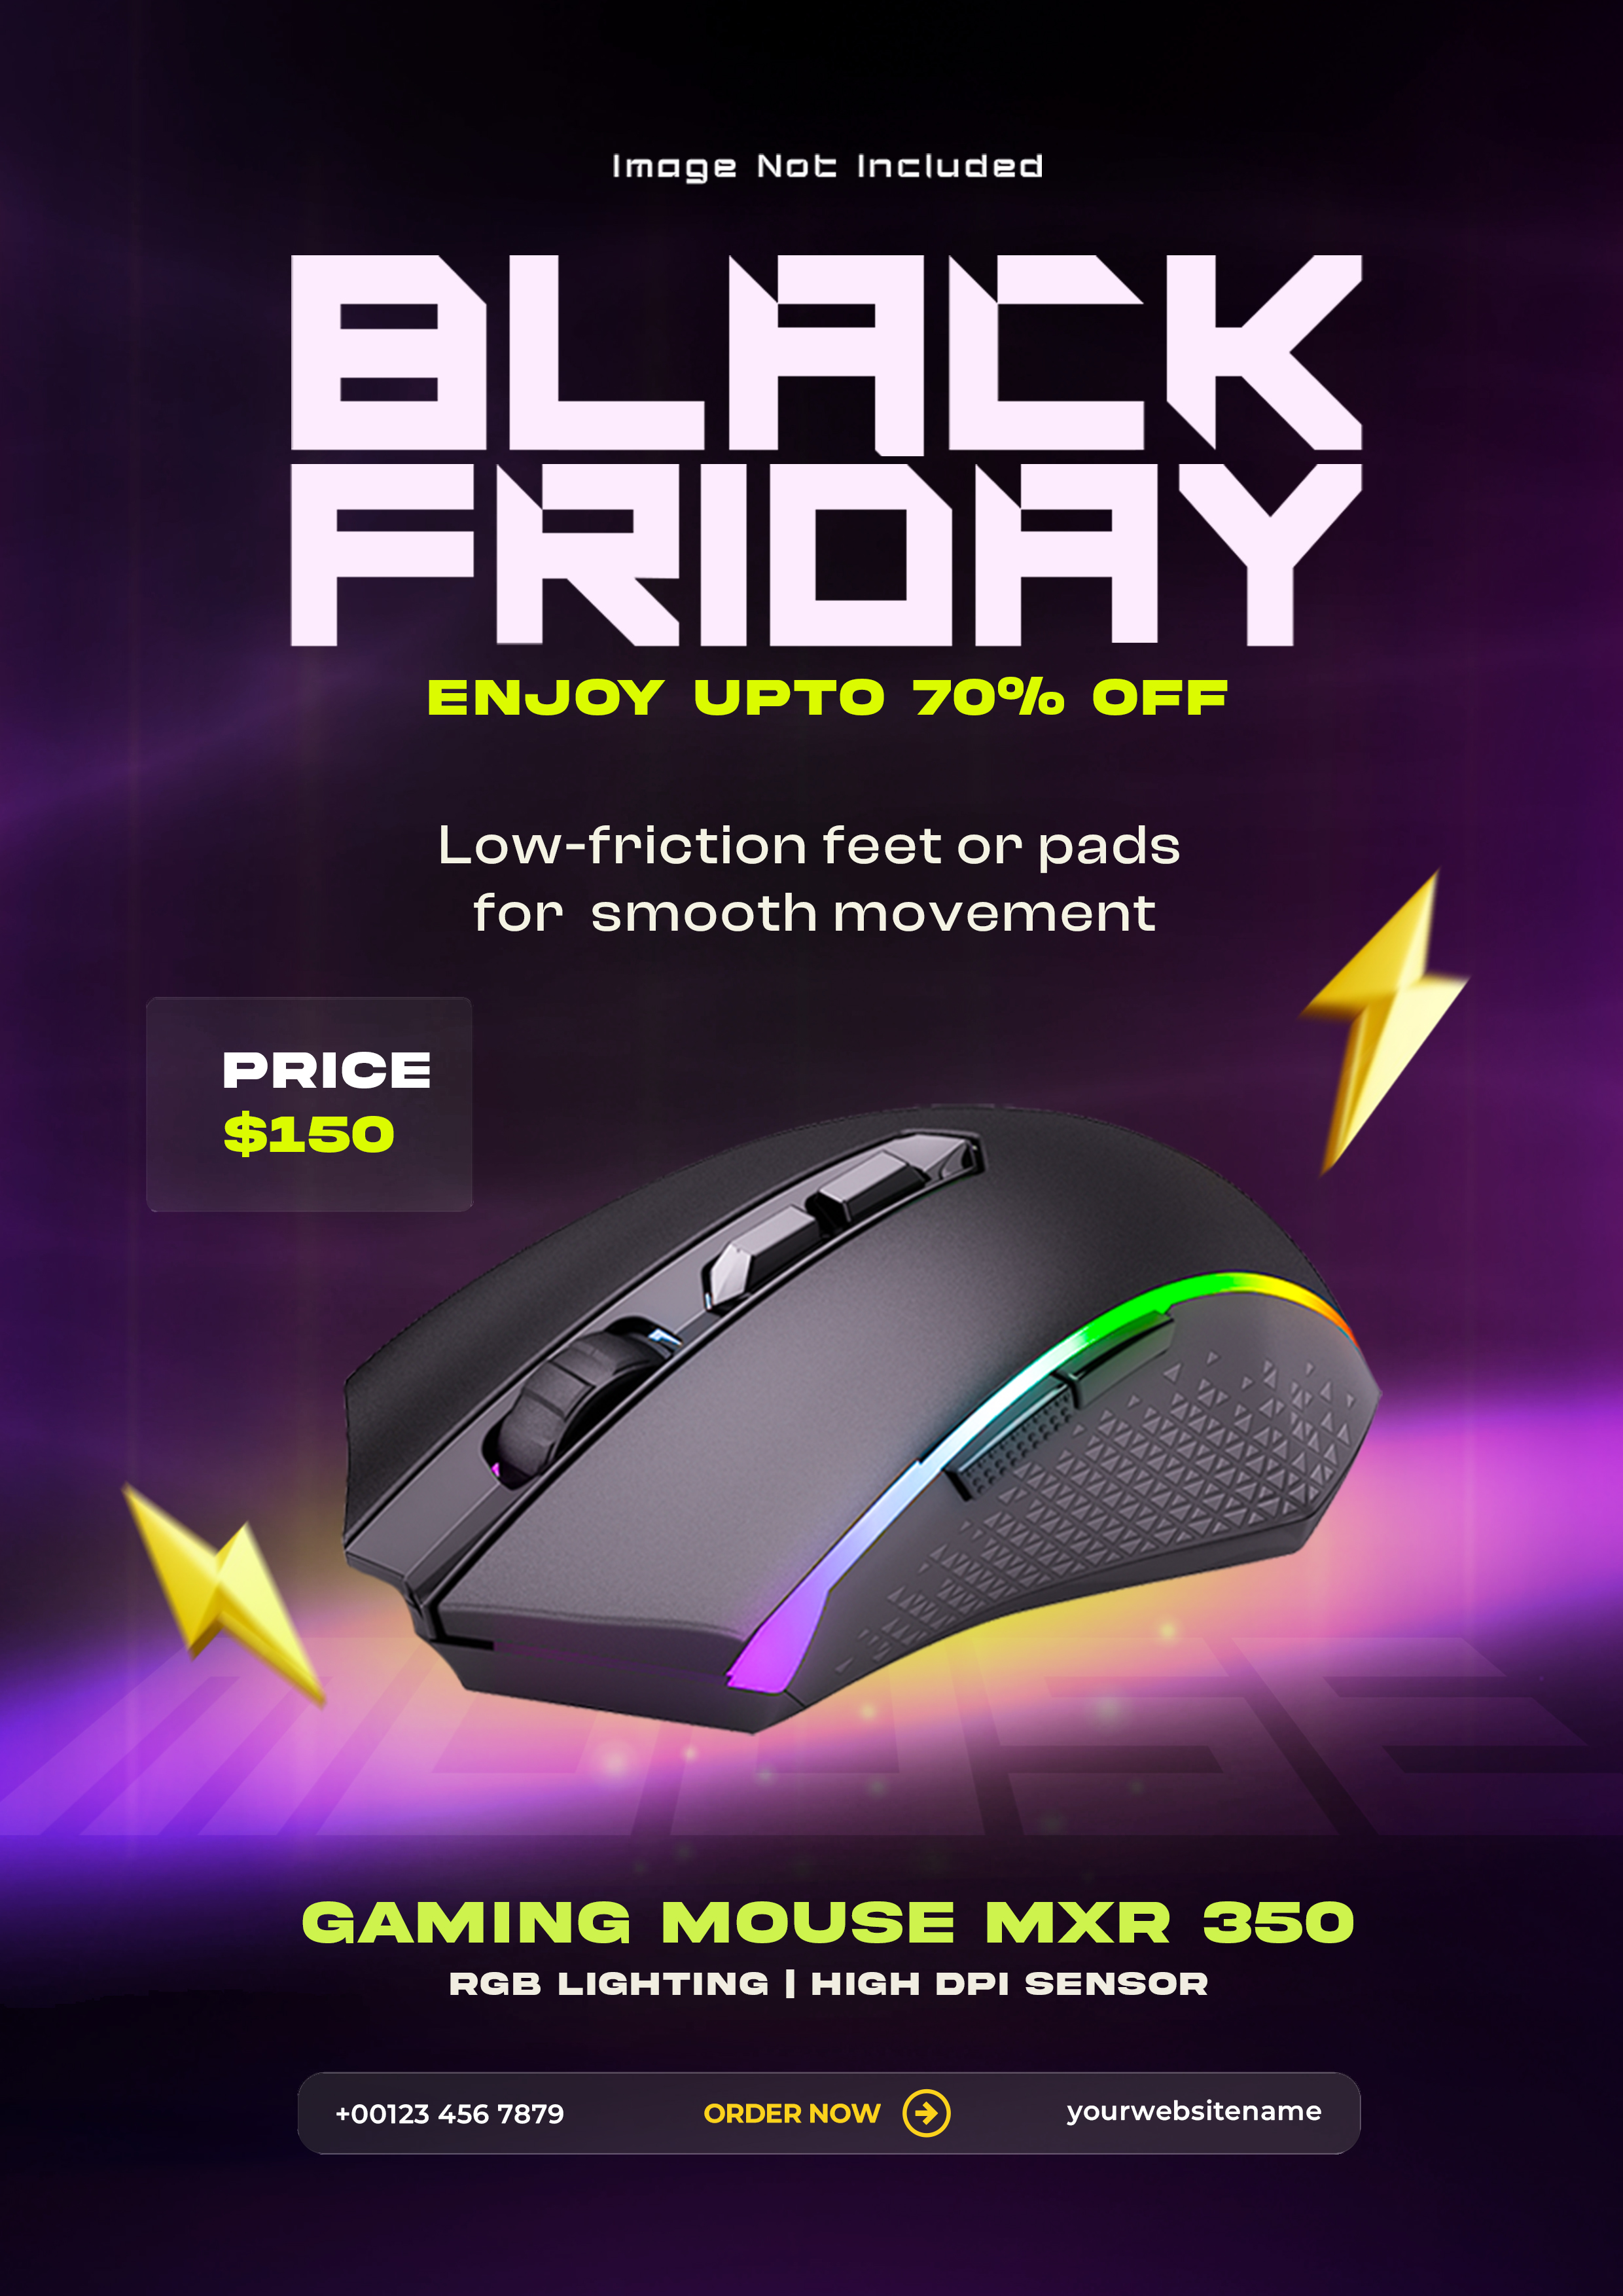 Image Not Included
BLACK
FRIDAY
ENJOY UPTO 70% OFF
Low-friction feet or pads
for smooth movement
PRICE
$150
GAMING MOUSE MXR 350
RGB LIGHTING | HIGH DPI SENSOR
+00123 456 7879
ORDER NOW
yourwebsitename